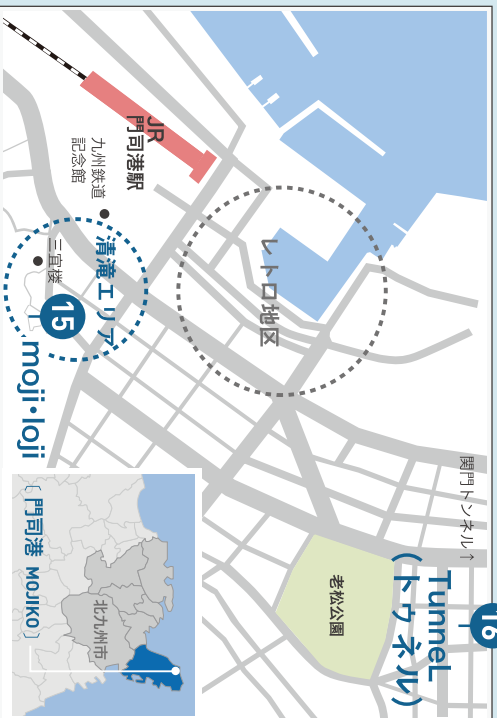 JR
門司港駅
九州鉄道
記念館
清滝エリア
三宜楼
15
moji・loji
レトロ地区
関門トンネル↑
16
TunneL
(トゥネル)
老松公園
北九州市
[門司港 MOJIKO]